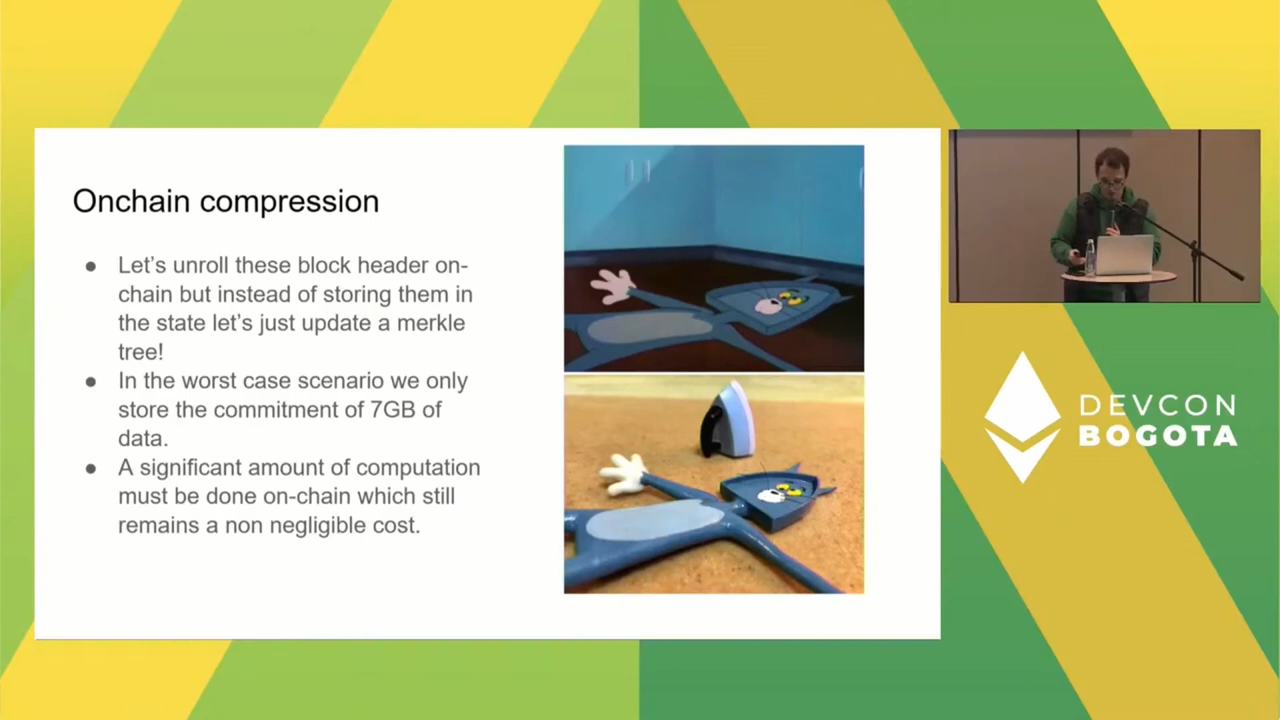 Onchain compression
● Let's unroll these block header on-
chain but instead of storing them in
the state let's just update a merkle
tree!
● In the worst case scenario we only
store the commitment of 7GB of
data.
● A significant amount of computation
must be done on-chain which still
remains a non negligible cost.
DEVCON
BOGOTA